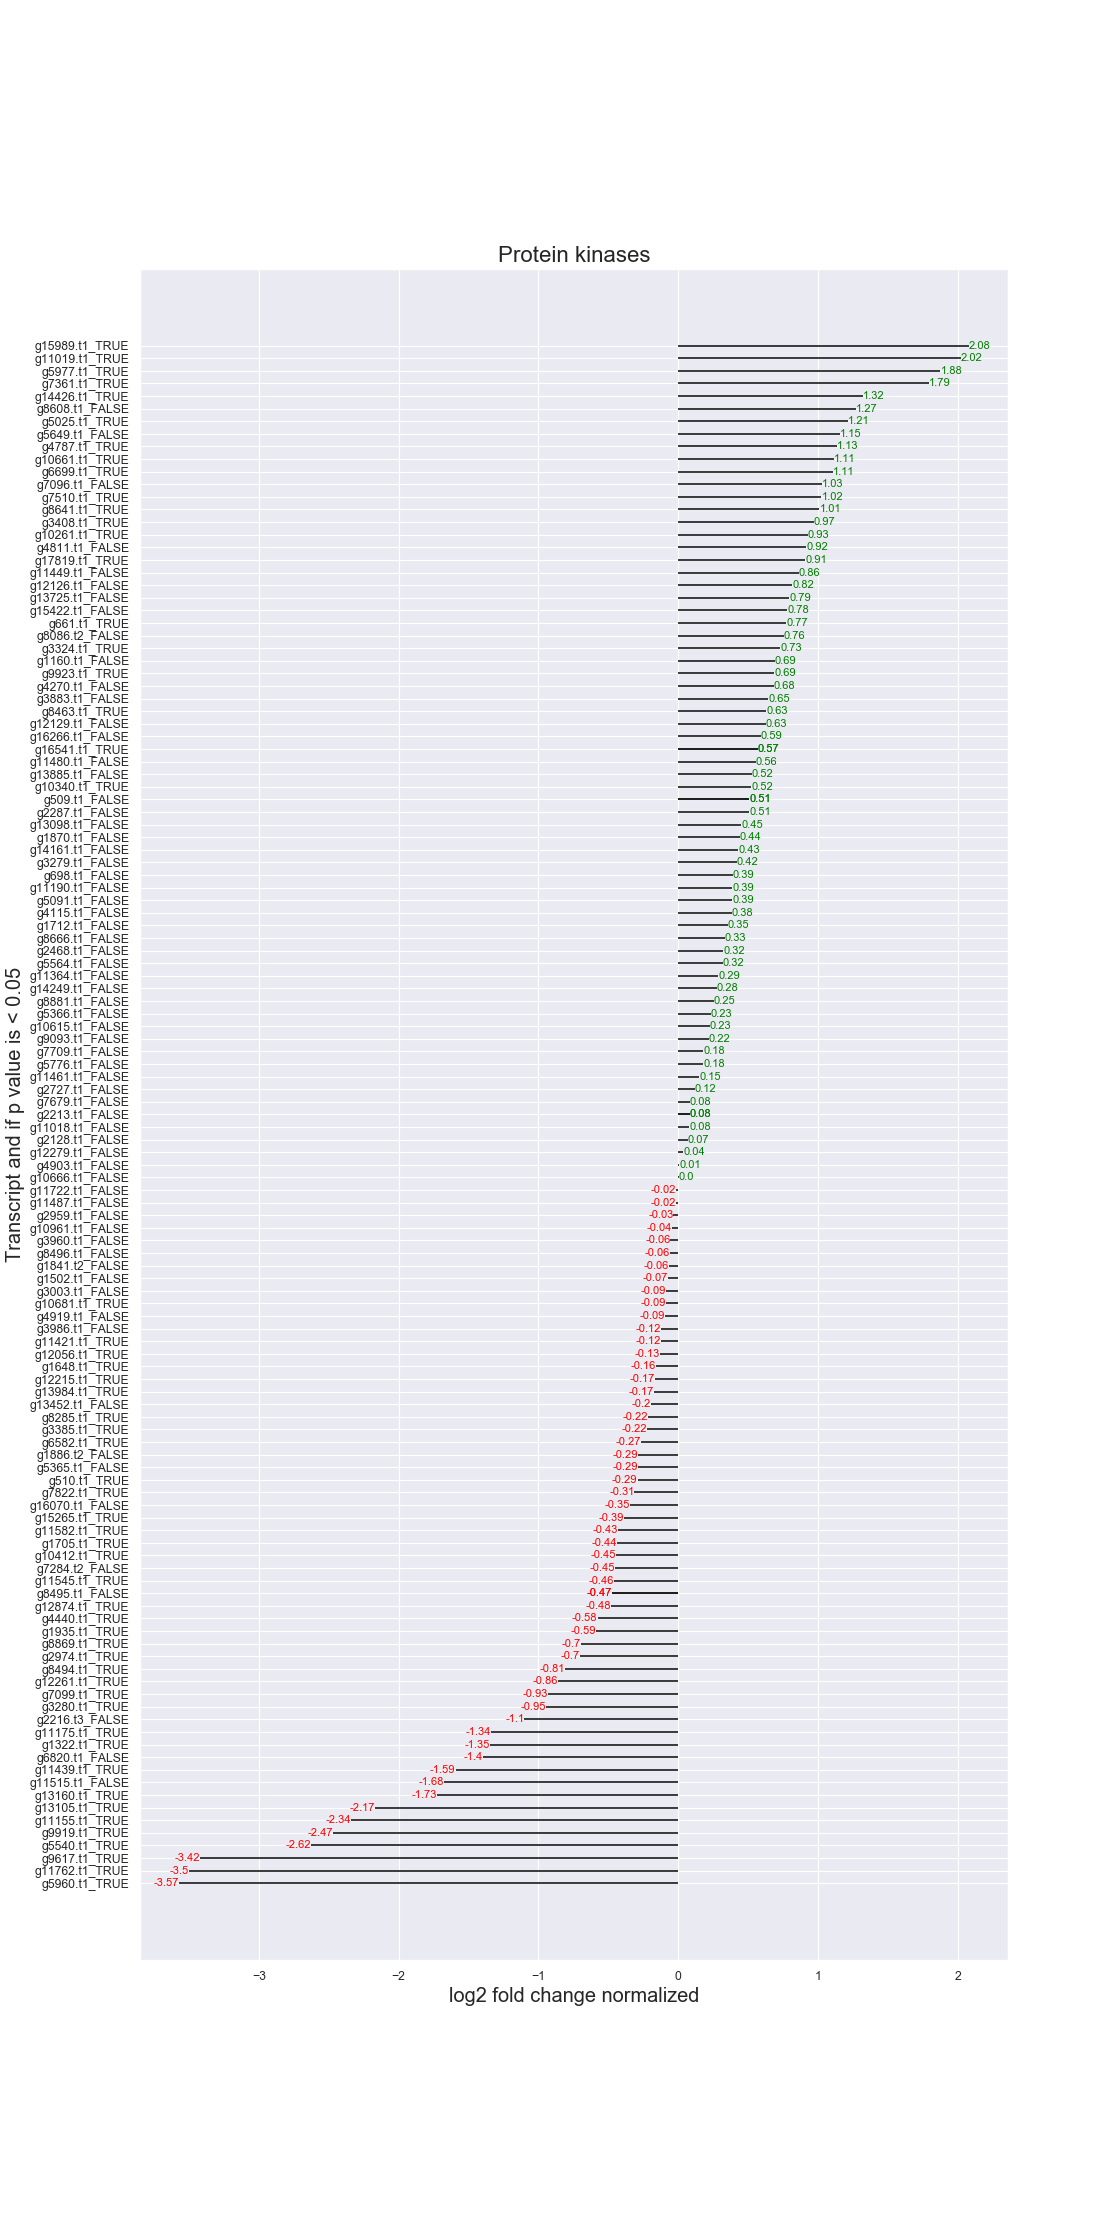 Protein kinases
g15989.t1_TRUE 2.08
g11019.t1_TRUE 2.02
g5977.t1_TRUE 1.88
g7361.t1_TRUE 1.79
g14426.t1_TRUE 1.32
g8608.t1_FALSE 1.27
g5025.t1_TRUE 1.21
g5649.t1_FALSE 1.15
g4787.t1_TRUE 1.13
g10661.t1_TRUE 1.11
g6699.t1_TRUE 1.11
g7096.t1_FALSE 1.03
g7510.t1_TRUE 1.02
g8641.t1_TRUE 1.01
g3408.t1_TRUE 0.97
g10261.t1_TRUE 0.93
g4811.t1_FALSE 0.92
g17819.t1_TRUE 0.91
g11449.t1_FALSE 0.86
g12126.t1_FALSE 0.82
g13725.t1_FALSE 0.79
g15422.t1_FALSE 0.78
g661.t1_TRUE 0.77
g8086.t2_FALSE 0.76
g3324.t1_TRUE 0.73
g1160.t1_FALSE 0.69
g9923.t1_TRUE 0.69
g4270.t1_FALSE 0.68
g3883.t1_FALSE 0.65
g8463.t1_TRUE 0.63
g12129.t1_FALSE 0.63
g16266.t1_FALSE 0.59
g16541.t1_TRUE 0.57
g11480.t1_FALSE 0.56
g13885.t1_FALSE 0.52
g10340.t1_TRUE 0.52
g509.t1_FALSE 0.51
g2287.t1_FALSE 0.51
g13098.t1_FALSE 0.45
g1870.t1_FALSE 0.44
g14161.t1_FALSE 0.43
g3279.t1_FALSE 0.42
g698.t1_FALSE 0.39
g11190.t1_FALSE 0.39
g5091.t1_FALSE 0.39
g4115.t1_FALSE 0.38
g1712.t1_FALSE 0.35
g8666.t1_FALSE 0.33
g2468.t1_FALSE 0.32
g5564.t1_FALSE 0.32
g11364.t1_FALSE 0.29
g14249.t1_FALSE 0.28
g8881.t1_FALSE 0.25
g5366.t1_FALSE 0.23
g10615.t1_FALSE 0.23
g9093.t1_FALSE 0.22
g7709.t1_FALSE 0.18
g5776.t1_FALSE 0.18
g11461.t1_FALSE 0.15
g2727.t1_FALSE 0.12
g7679.t1_FALSE 0.08
g2213.t1_FALSE 0.08
g11018.t1_FALSE 0.08
g2128.t1_FALSE 0.07
g12279.t1_FALSE 0.04
g4903.t1_FALSE 0.01
g10666.t1_FALSE 0.0
g11722.t1_FALSE -0.02
g11487.t1_FALSE -0.02
g2959.t1_FALSE -0.03
g10961.t1_FALSE -0.04
g3960.t1_FALSE -0.06
g8496.t1_FALSE -0.06
g1841.t2_FALSE -0.06
g1502.t1_FALSE -0.07
g3003.t1_FALSE -0.09
g10681.t1_TRUE -0.09
g4919.t1_FALSE -0.09
g3986.t1_FALSE -0.12
g11421.t1_TRUE -0.12
g12056.t1_TRUE -0.13
g1648.t1_TRUE -0.16
g12215.t1_TRUE -0.17
g13984.t1_TRUE -0.17
g13452.t1_FALSE -0.2
g8285.t1_TRUE -0.22
g3385.t1_TRUE -0.22
g6582.t1_TRUE -0.27
g1886.t2_FALSE -0.29
g5365.t1_FALSE -0.29
g510.t1_TRUE -0.29
g7822.t1_TRUE -0.31
g16070.t1_FALSE -0.35
g15265.t1_TRUE -0.39
g11582.t1_TRUE -0.43
g1705.t1_TRUE -0.44
g10412.t1_TRUE -0.45
g7284.t2_FALSE -0.45
g11545.t1_TRUE -0.46
g8495.t1_FALSE -0.47
g12874.t1_TRUE -0.48
g4440.t1_TRUE -0.58
g1935.t1_TRUE -0.59
g8869.t1_TRUE -0.7
g2974.t1_TRUE -0.7
g8494.t1_TRUE -0.81
g12261.t1_TRUE -0.86
g7099.t1_TRUE -0.93
g3280.t1_TRUE -0.95
g2216.t3_FALSE -1.1
g11175.t1_TRUE -1.34
g1322.t1_TRUE -1.35
g6820.t1_FALSE -1.4
g11439.t1_TRUE -1.59
g11515.t1_FALSE -1.68
g13160.t1_TRUE -1.73
g13105.t1_TRUE -2.17
g11155.t1_TRUE -2.34
g9919.t1_TRUE -2.47
g5540.t1_TRUE -2.62
g9617.t1_TRUE -3.42
g11762.t1_TRUE -3.5
g5960.t1_TRUE -3.57
Transcript and if p value is < 0.05
−3 −2 −1 0 1 2
log2 fold change normalized